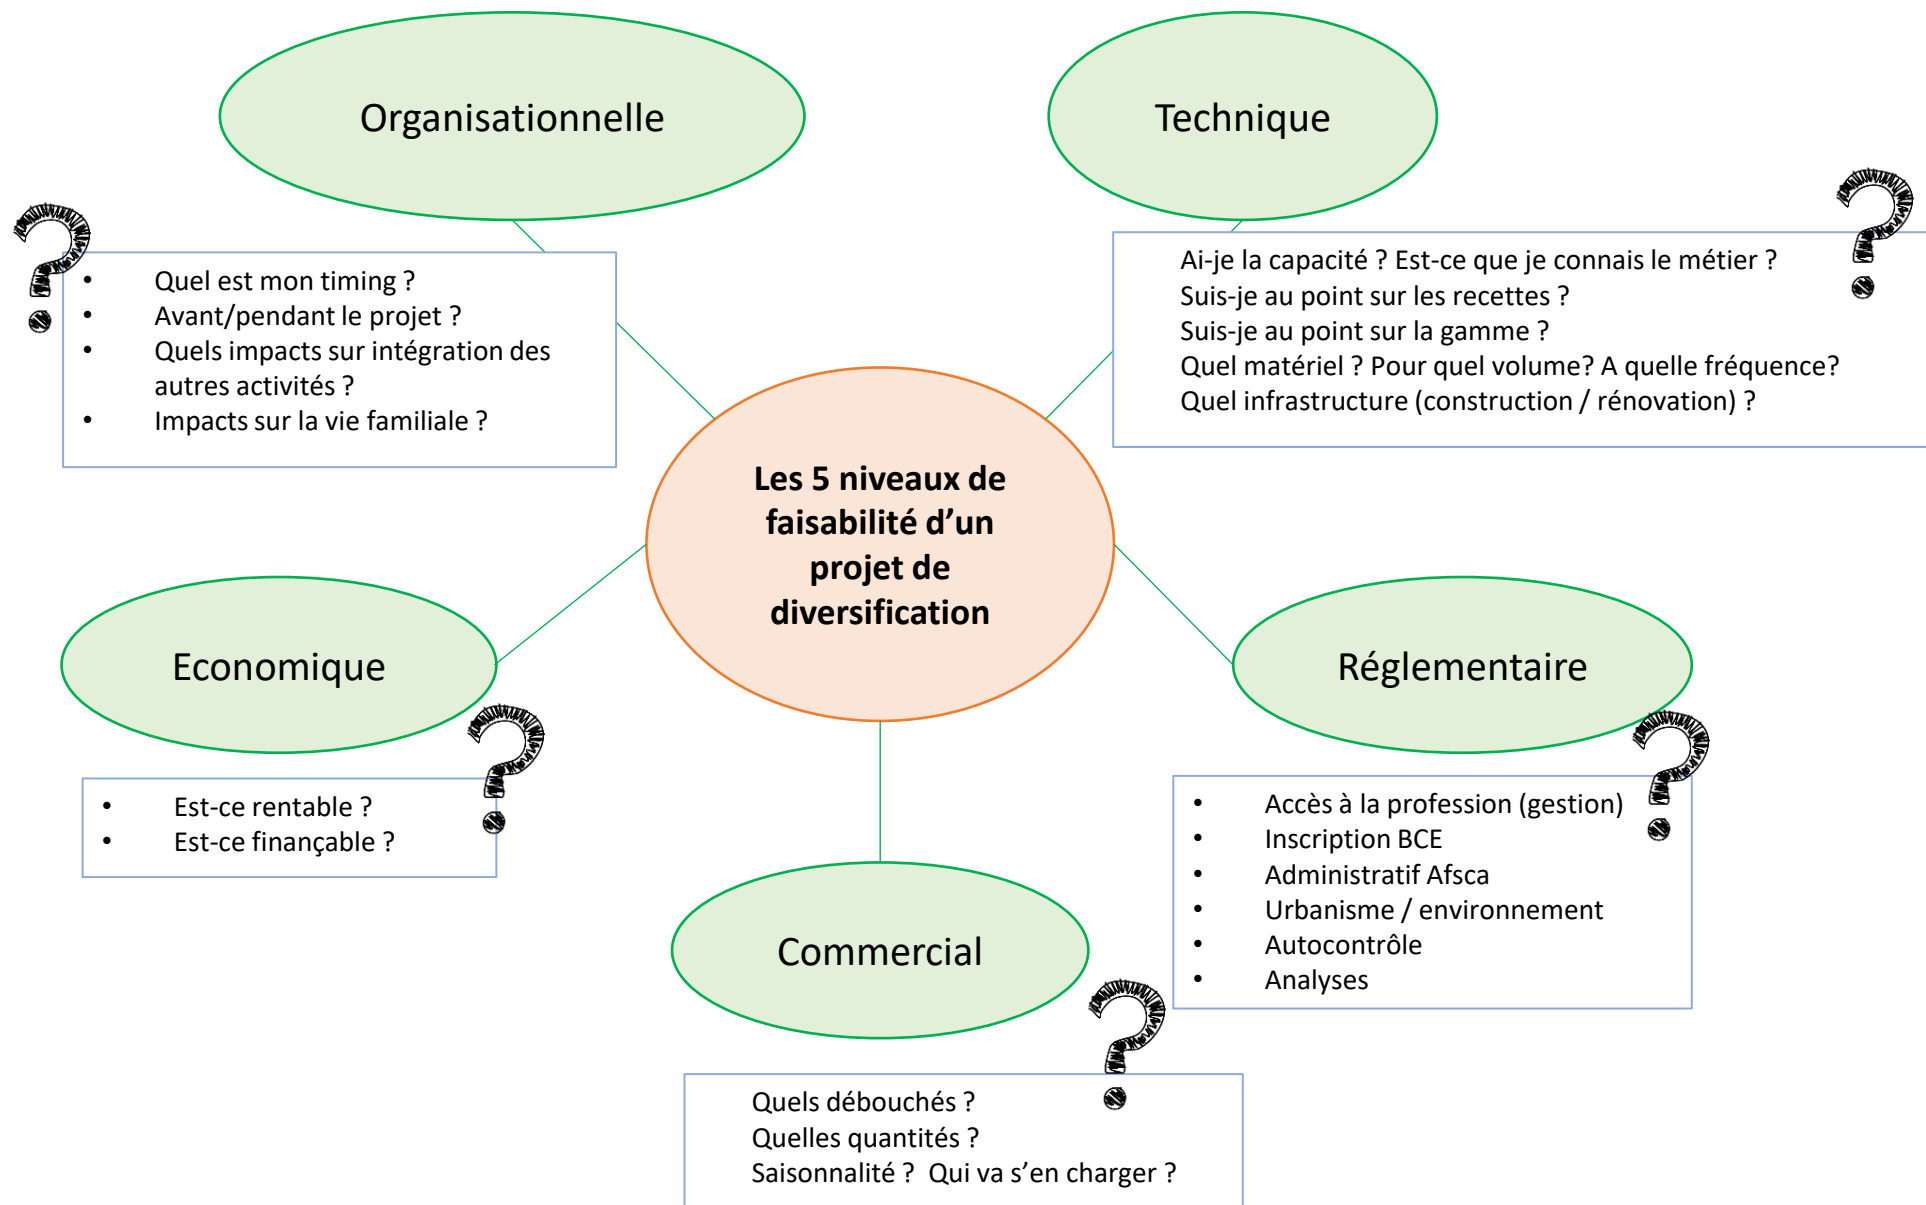 Organisationnelle
Technique
• Quel est mon timing ?
• Avant/pendant le projet ?
• Quels impacts sur intégration des
autres activités ?
• Impacts sur la vie familiale ?
Ai-je la capacité ? Est-ce que je connais le métier ?
Suis-je au point sur les recettes ?
Suis-je au point sur la gamme ?
Quel matériel ? Pour quel volume? A quelle fréquence?
Quel infrastructure (construction / rénovation) ?
Les 5 niveaux de
faisabilité d’un
projet de
diversification
Economique
Réglementaire
• Est-ce rentable ?
• Est-ce finançable ?
• Accès à la profession (gestion)
• Inscription BCE
• Administratif Afsca
• Urbanisme / environnement
• Autocontrôle
• Analyses
Commercial
Quels débouchés ?
Quelles quantités ?
Saisonnalité ?  Qui va s’en charger ?